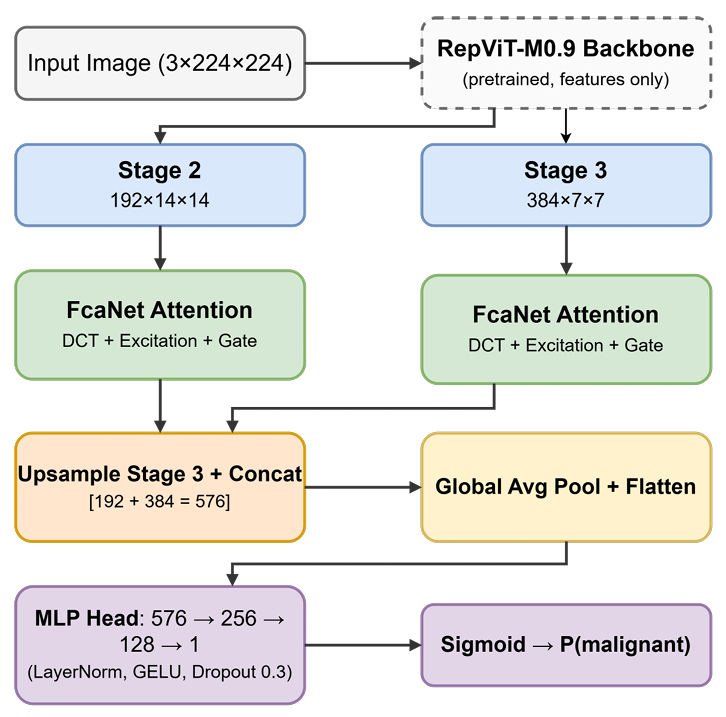 Input Image (3×224×224)
RepViT-M0.9 Backbone
(pretrained, features only)
Stage 2
192×14×14
Stage 3
384×7×7
FcaNet Attention
DCT + Excitation + Gate
FcaNet Attention
DCT + Excitation + Gate
Upsample Stage 3 + Concat
[192 + 384 = 576]
Global Avg Pool + Flatten
MLP Head: 576 → 256 →
128 → 1
(LayerNorm, GELU, Dropout 0.3)
Sigmoid → P(malignant)